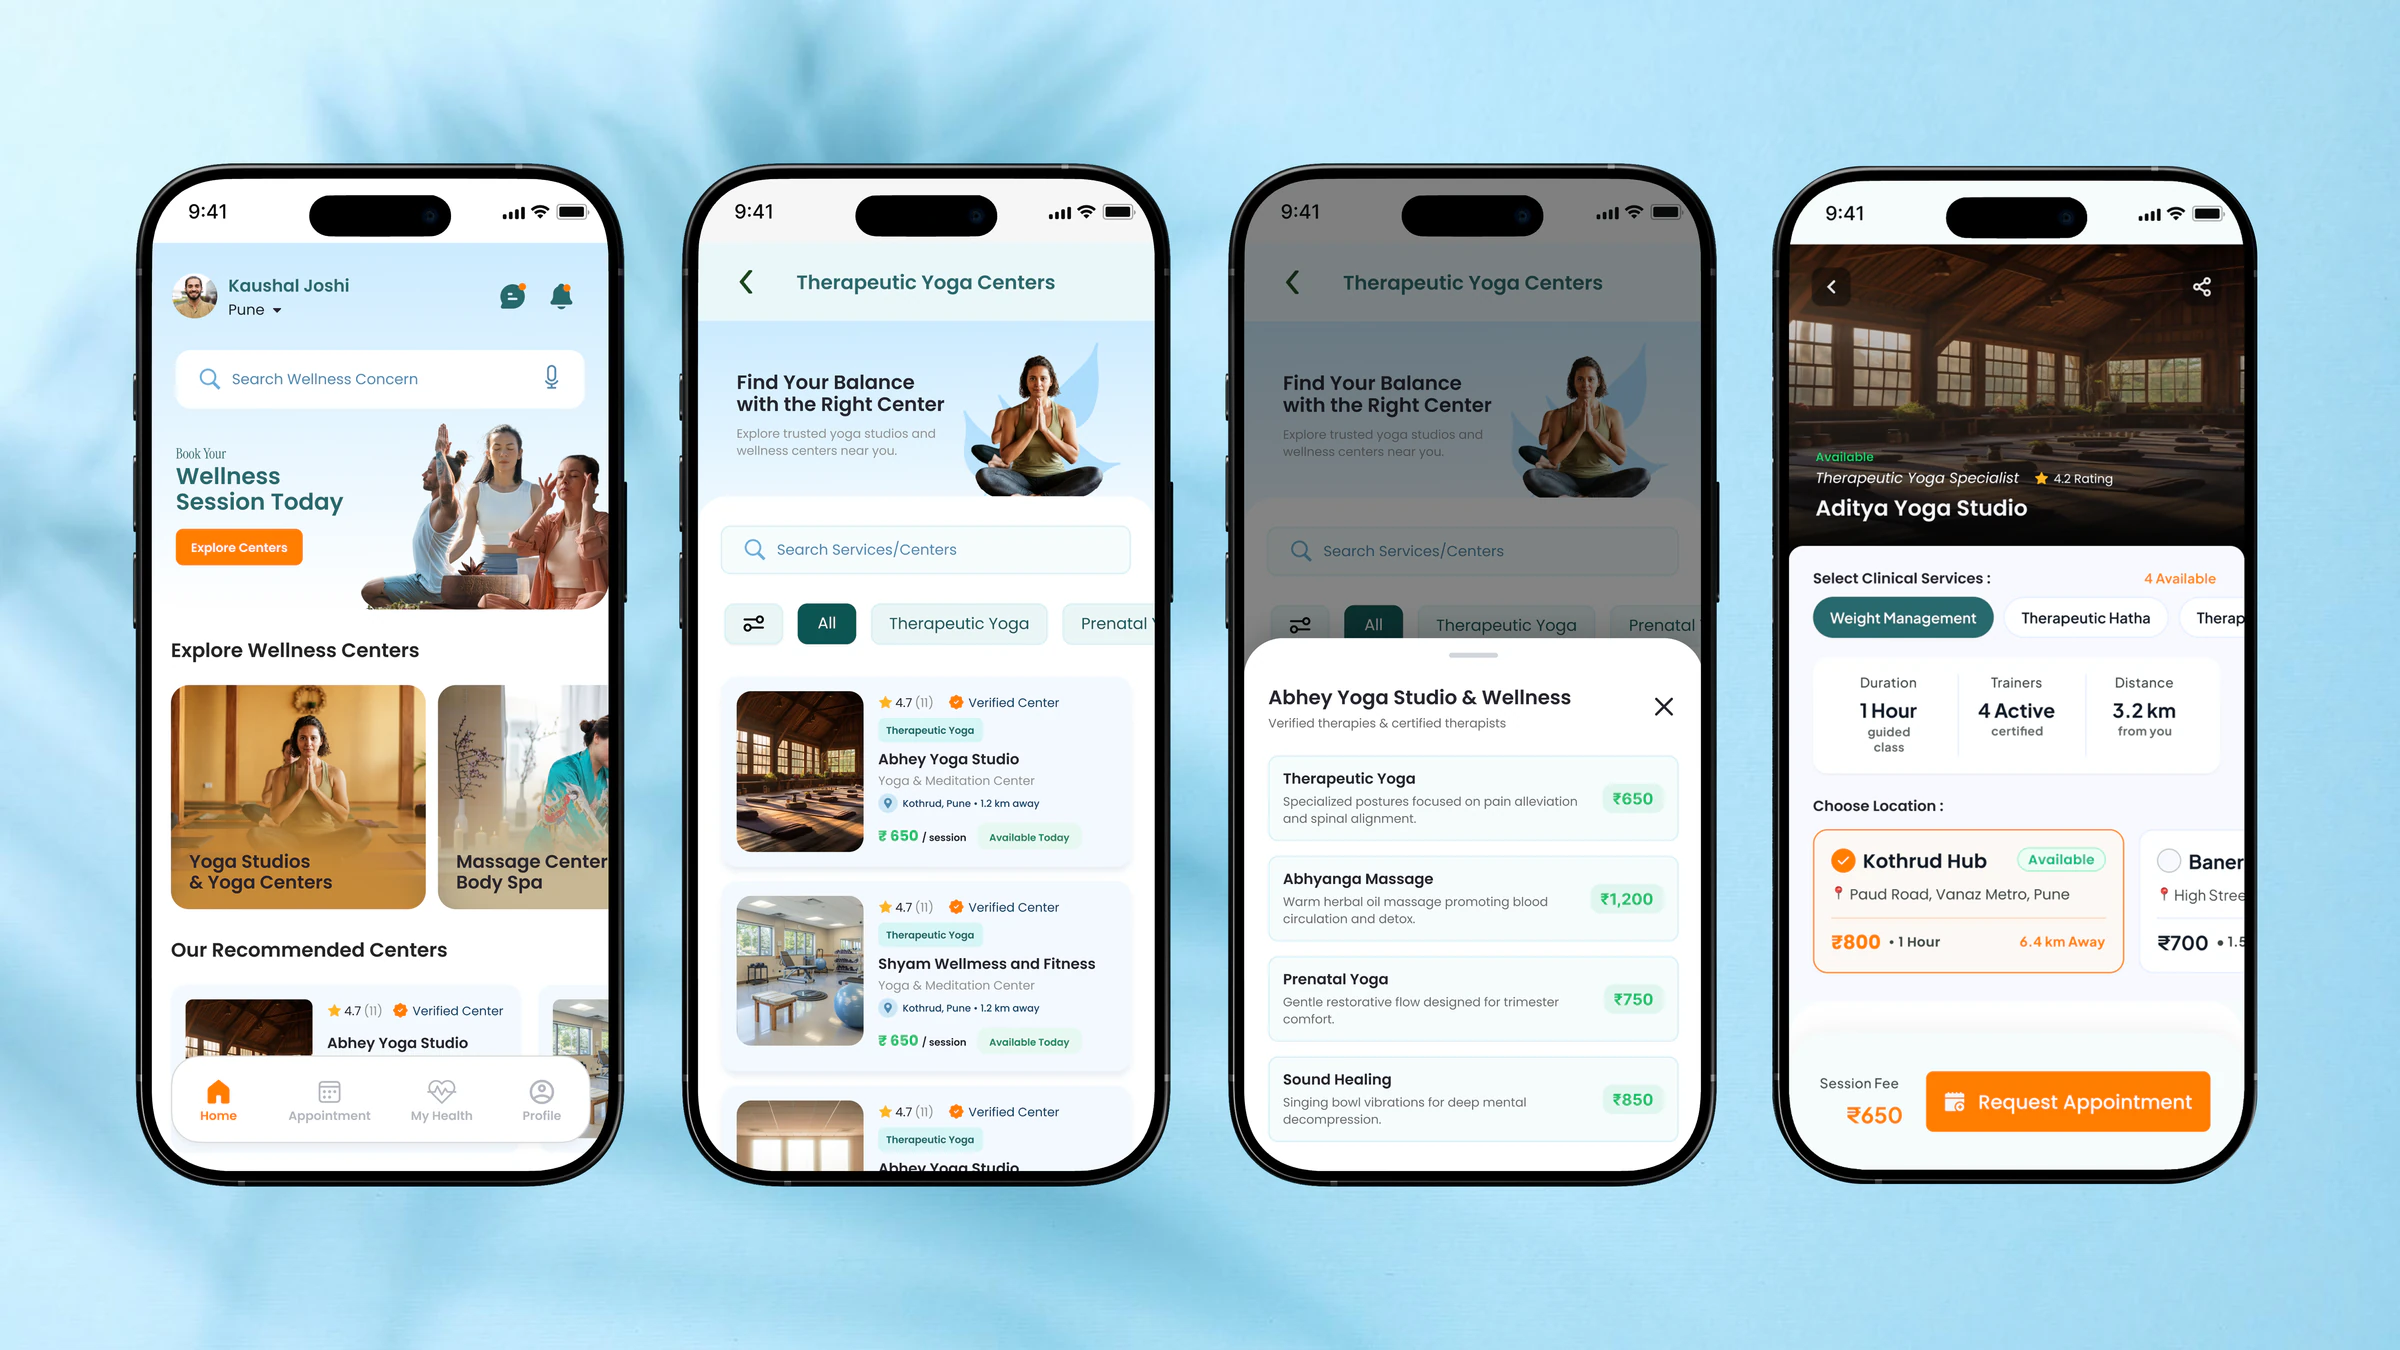 9:41
Kaushal Joshi
Pune
Search Wellness Concern
Book Your
Wellness
Session Today
Explore Centers
Explore Wellness Centers
Yoga Studios
& Yoga Centers
Massage Center
Body Spa
Our Recommended Centers
4.7 (11) Verified Center
Abhey Yoga Studio
Home Appointment My Health Profile
9:41
Therapeutic Yoga Centers
Find Your Balance
with the Right Center
Explore trusted yoga studios and
wellness centers near you.
Search Services/Centers
All Therapeutic Yoga Prenatal Y
4.7 (11) Verified Center
Therapeutic Yoga
Abhey Yoga Studio
Yoga & Meditation Center
Kothrud, Pune • 1.2 km away
₹ 650 / session Available Today
4.7 (11) Verified Center
Therapeutic Yoga
Shyam Wellmess and Fitness
Yoga & Meditation Center
Kothrud, Pune • 1.2 km away
₹ 650 / session Available Today
4.7 (11) Verified Center
Therapeutic Yoga
Abhey Yoga Studio
9:41
Therapeutic Yoga Centers
Find Your Balance
with the Right Center
Explore trusted yoga studios and
wellness centers near you.
Search Services/Centers
All Therapeutic Yoga Prenatal
Abhey Yoga Studio & Wellness
Verified therapies & certified therapists
Therapeutic Yoga
Specialized postures focused on pain alleviation
and spinal alignment.
₹650
Abhyanga Massage
Warm herbal oil massage promoting blood
circulation and detox.
₹1,200
Prenatal Yoga
Gentle restorative flow designed for trimester
comfort.
₹750
Sound Healing
Singing bowl vibrations for deep mental
decompression.
₹850
9:41
Available
Therapeutic Yoga Specialist 4.2 Rating
Aditya Yoga Studio
Select Clinical Services : 4 Available
Weight Management Therapeutic Hatha Therap
Duration Trainers Distance
1 Hour 4 Active 3.2 km
guided certified from you
class
Choose Location :
Kothrud Hub Available
Paud Road, Vanaz Metro, Pune
₹800 • 1 Hour 6.4 km Away
Baner
High Stree
₹700 • 1.5
Session Fee
₹650
Request Appointment